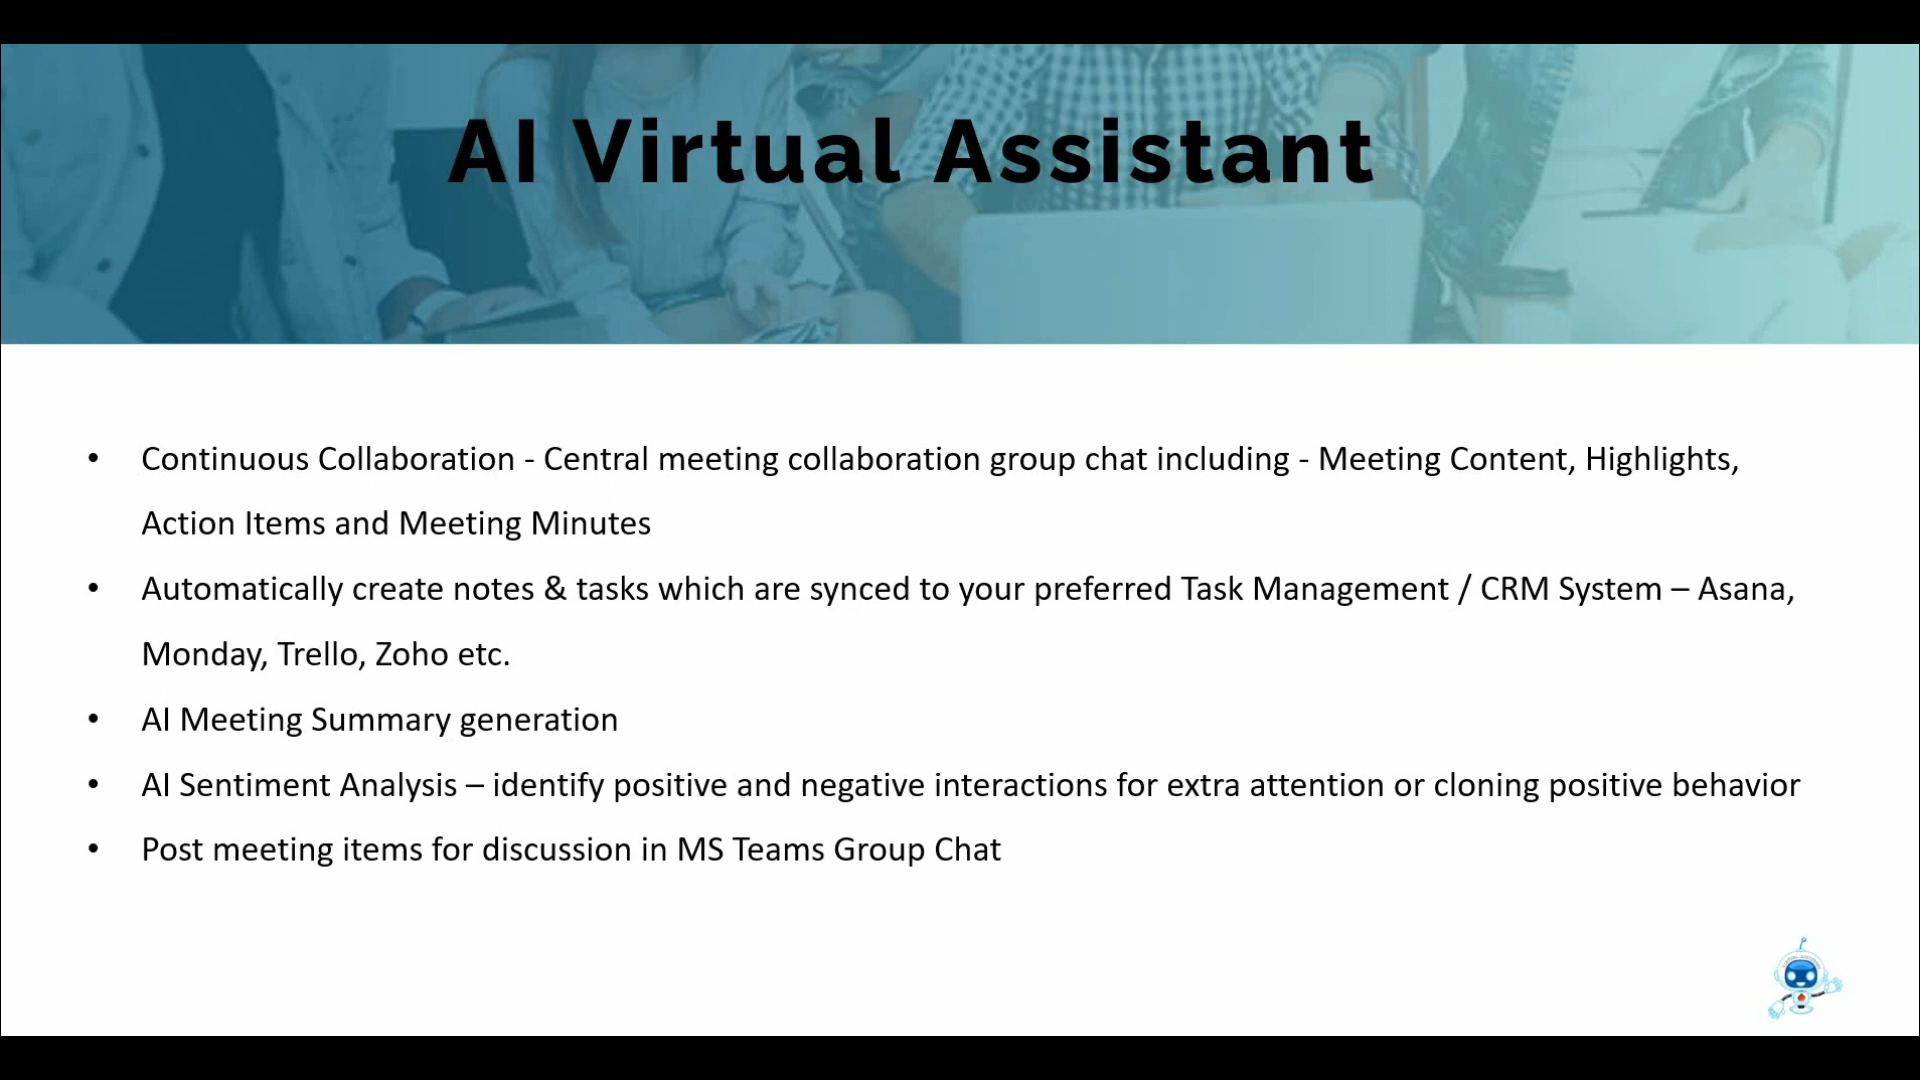 AI Virtual Assistant
• Continuous Collaboration - Central meeting collaboration group chat including - Meeting Content, Highlights,
Action Items and Meeting Minutes
• Automatically create notes & tasks which are synced to your preferred Task Management / CRM System – Asana,
Monday, Trello, Zoho etc.
• AI Meeting Summary generation
• AI Sentiment Analysis – identify positive and negative interactions for extra attention or cloning positive behavior
• Post meeting items for discussion in MS Teams Group Chat